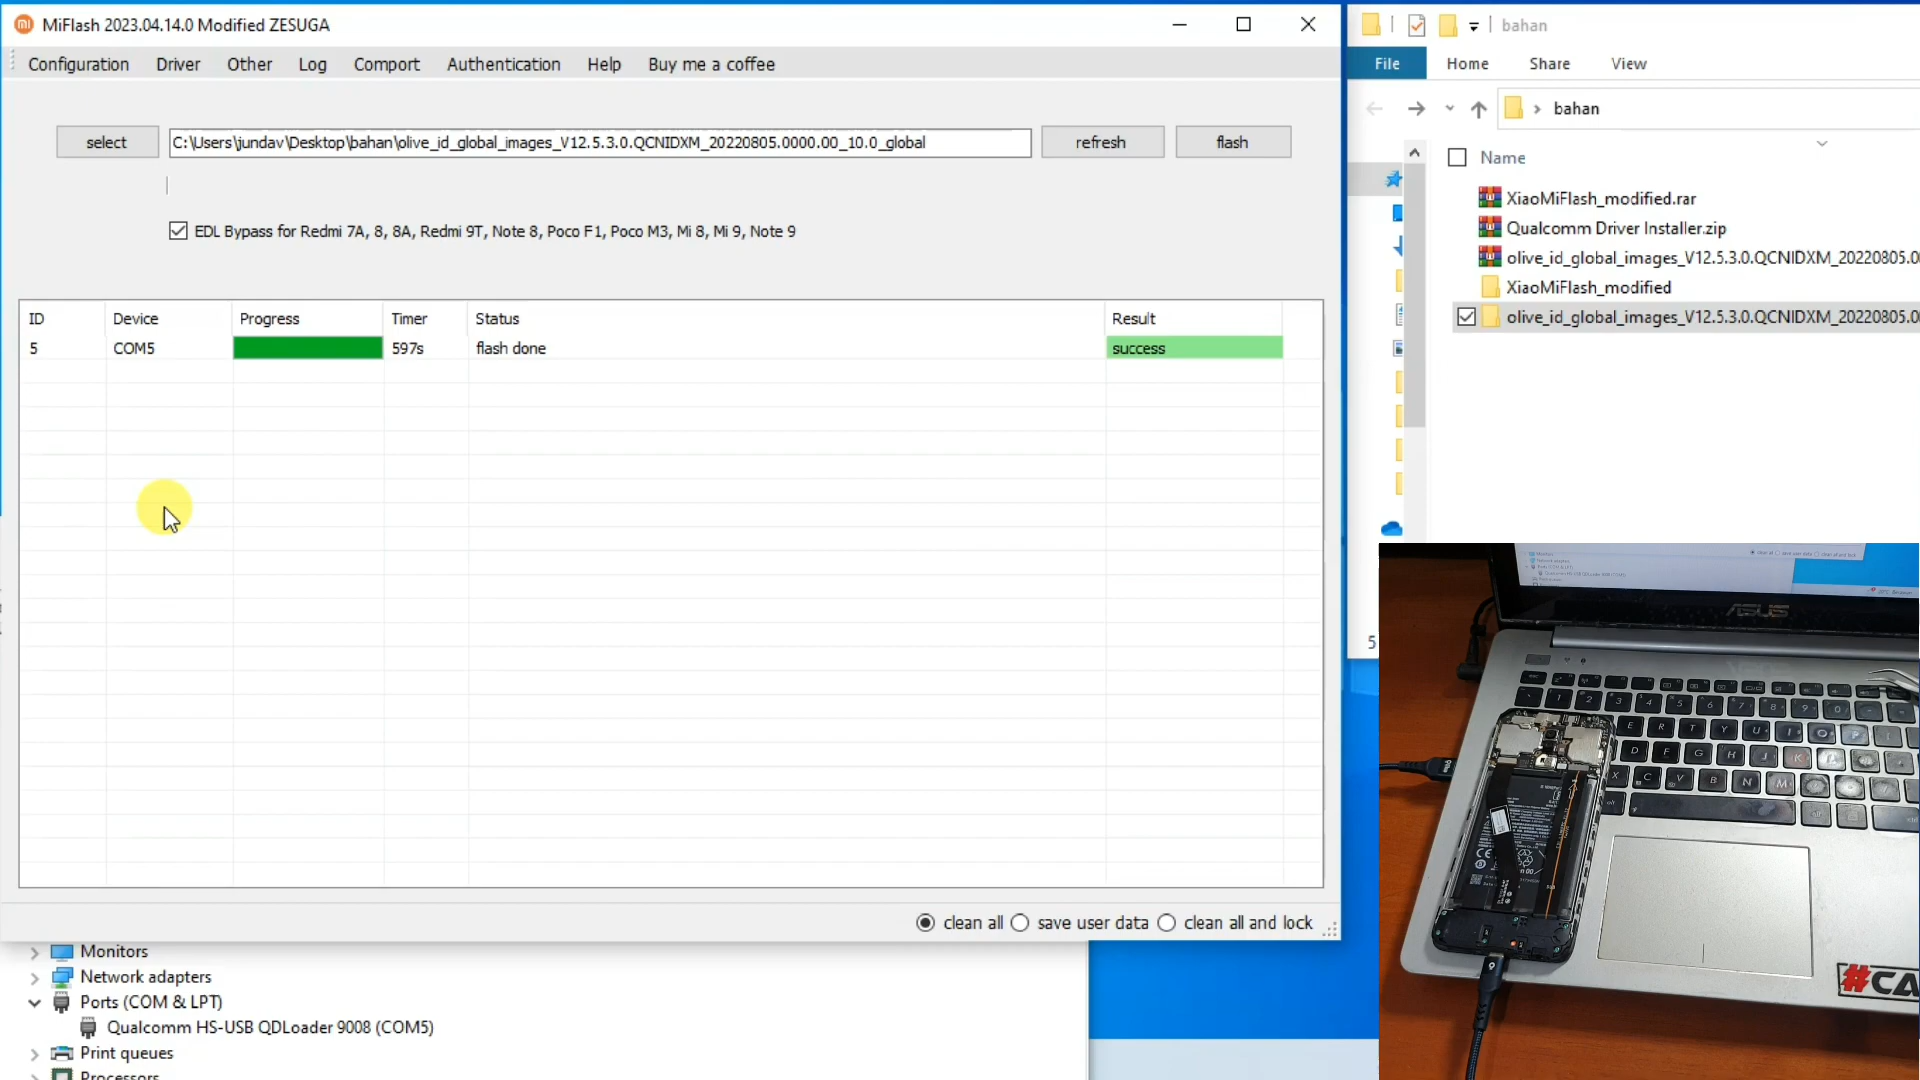 MiFlash 2023.04.14.0 Modified ZESUGA
Configuration Driver Other Log Comport Authentication Help Buy me a coffee
select C:\Users\jundav\Desktop\bahan\olive_id_global_images_V12.5.3.0.QCNIDXM_20220805.0000.00_10.0_global refresh flash
EDL Bypass for Redmi 7A, 8, 8A, Redmi 9T, Note 8, Poco F1, Poco M3, Mi 8, Mi 9, Note 9
ID Device Progress Timer Status Result
5 COM5 597s flash done success
clean all save user data clean all and lock
Monitors
Network adapters
Ports (COM & LPT)
Qualcomm HS-USB QDLoader 9008 (COM5)
Print queues
Processors
bahan
File Home Share View
bahan
Name
XiaoMiFlash_modified.rar
Qualcomm Driver Installer.zip
olive_id_global_images_V12.5.3.0.QCNIDXM_20220805.0
XiaoMiFlash_modified
olive_id_global_images_V12.5.3.0.QCNIDXM_20220805.0
5
ASUS
#CA